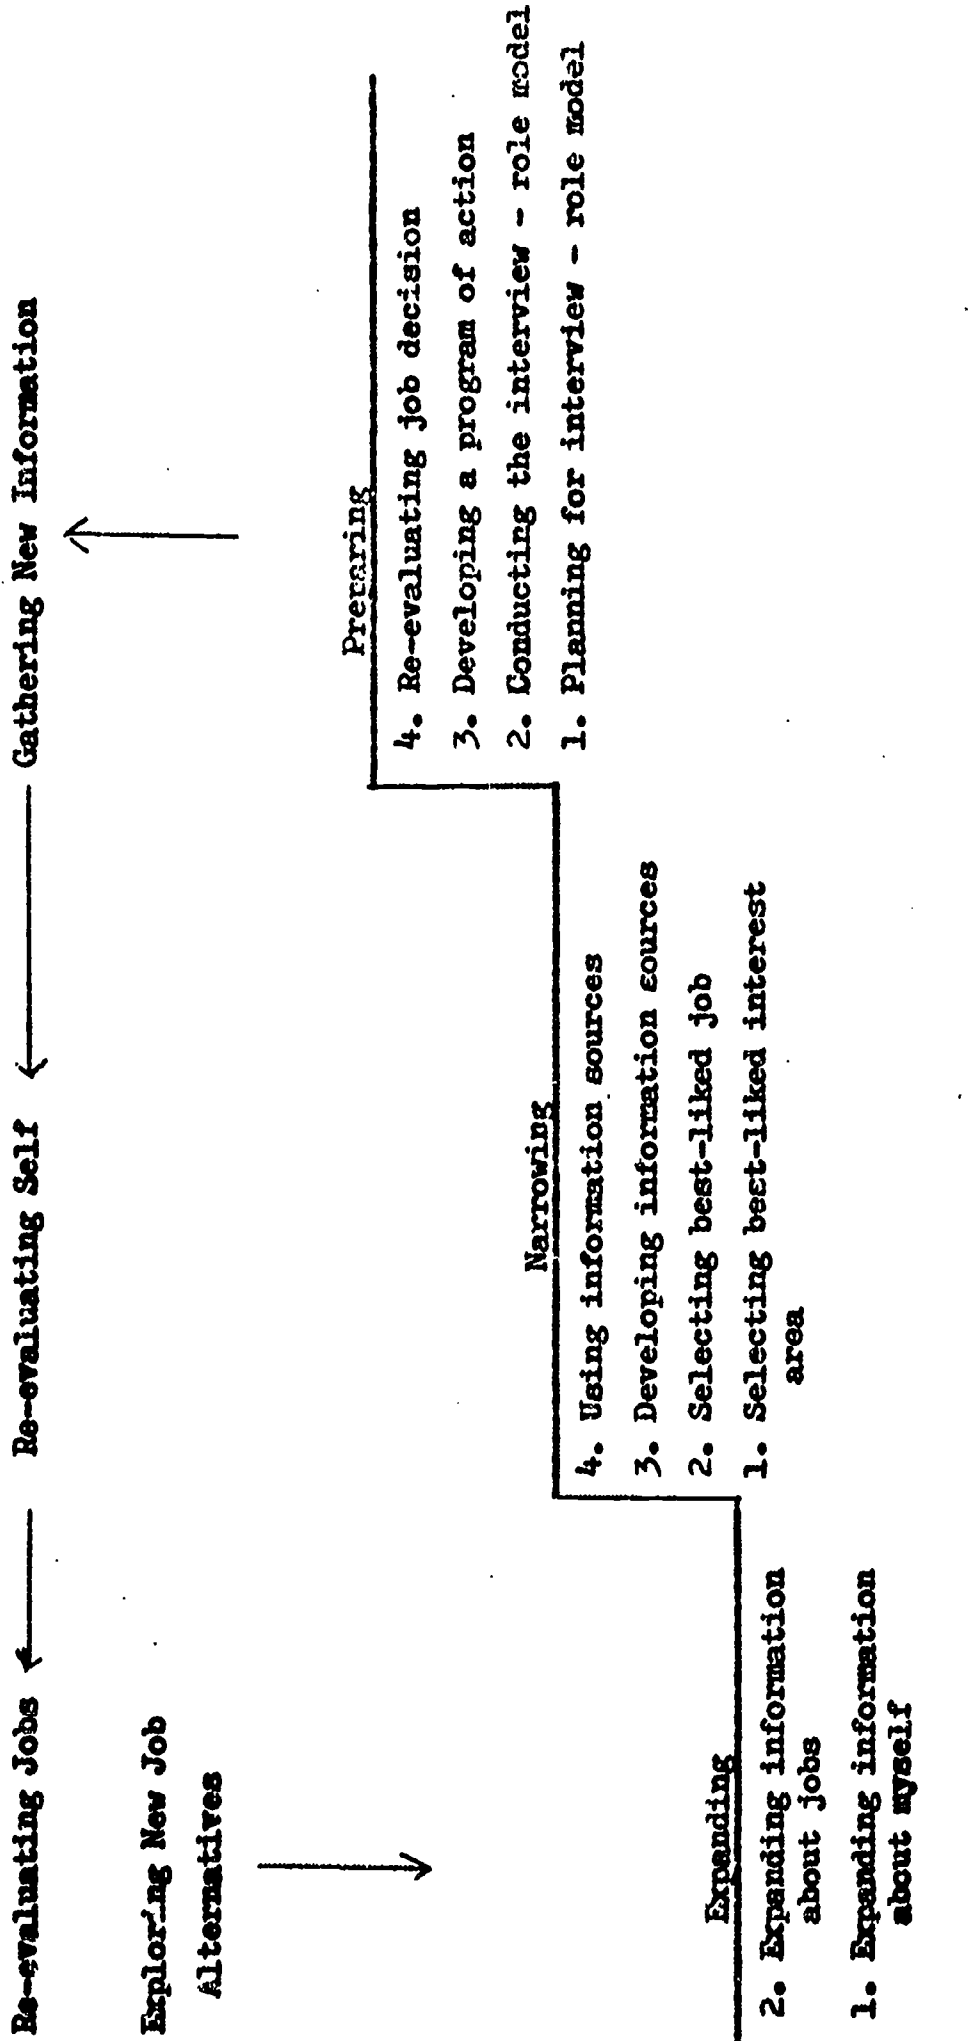 Re-evaluating Jobs
Re-evaluating Self
Gathering New Information
Exploring New Job
Alternatives
Preparing
4. Re-evaluating job decision
3. Developing a program of action
2. Conducting the interview - role model
1. Planning for interview - role model
Narrowing
4. Using information sources
3. Developing information sources
2. Selecting best-liked job
1. Selecting best-liked interest
area
Expanding
2. Expanding information
about jobs
1. Expanding information
about myself